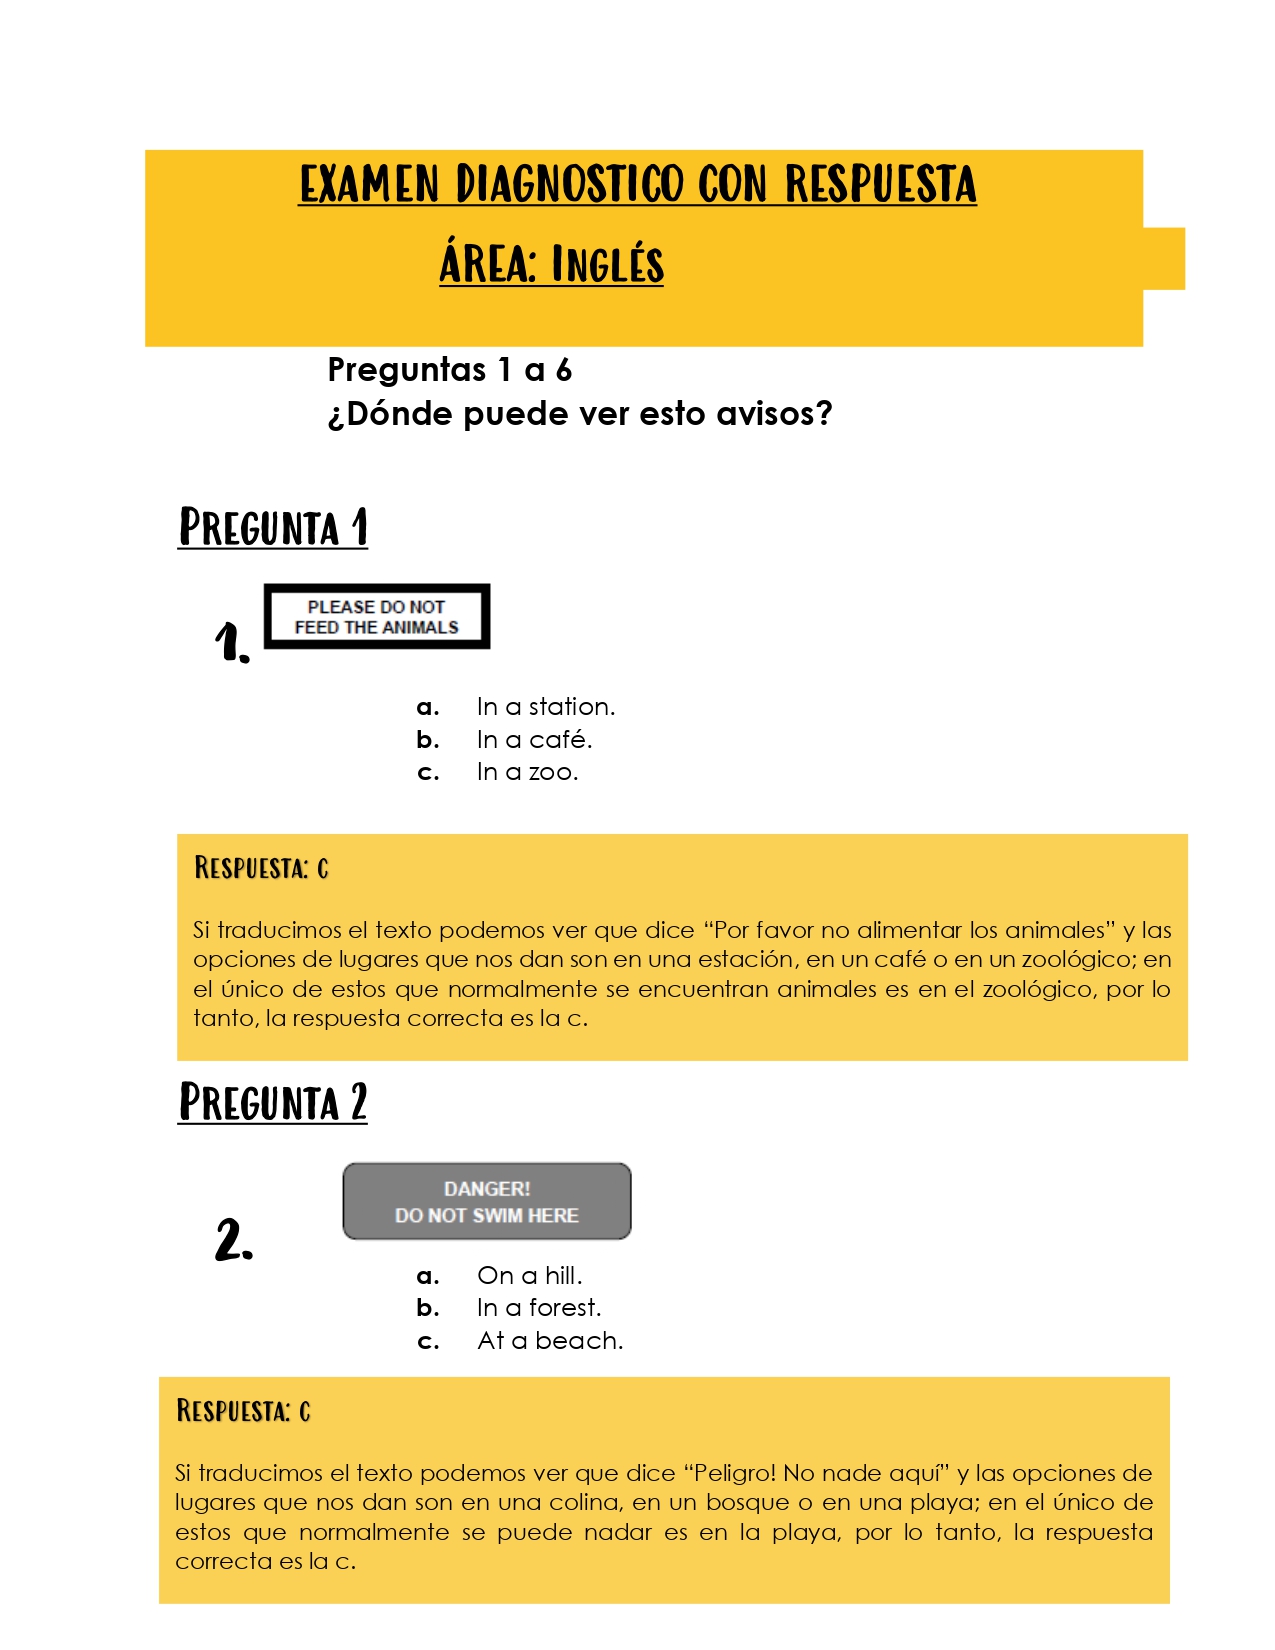 EXAMEN DIAGNOSTICO CON RESPUESTA
ÁREA: INGLÉS
Preguntas 1 a 6
¿Dónde puede ver esto avisos?
PREGUNTA 1
1.
PLEASE DO NOT
FEED THE ANIMALS
a. In a station.
b. In a café.
c. In a zoo.
RESPUESTA: C
Si traducimos el texto podemos ver que dice “Por favor no alimentar los animales” y las
opciones de lugares que nos dan son en una estación, en un café o en un zoológico; en
el único de estos que normalmente se encuentran animales es en el zoológico, por lo
tanto, la respuesta correcta es la c.
PREGUNTA 2
2.
DANGER!
DO NOT SWIM HERE
a. On a hill.
b. In a forest.
c. At a beach.
RESPUESTA: C
Si traducimos el texto podemos ver que dice “Peligro! No nade aquí” y las opciones de
lugares que nos dan son en una colina, en un bosque o en una playa; en el único de
estos que normalmente se puede nadar es en la playa, por lo tanto, la respuesta
correcta es la c.